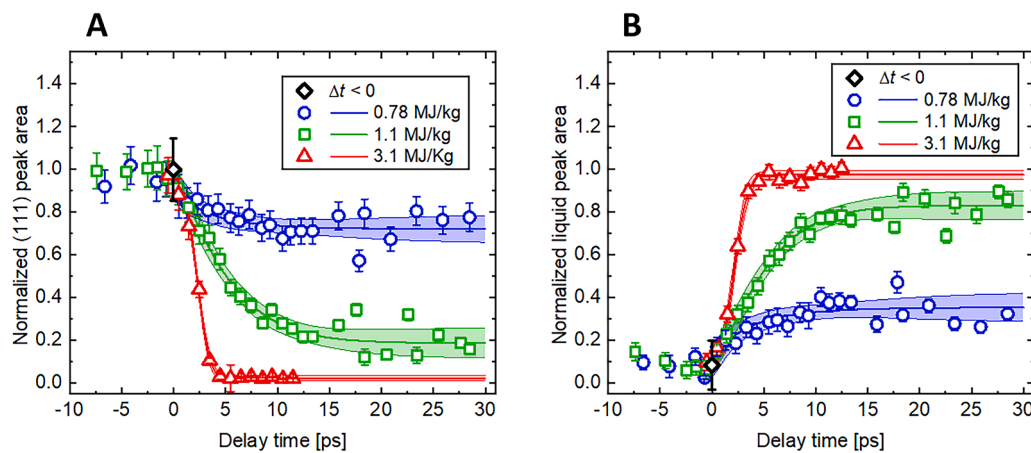 A
Normalized (111) peak area
1.4
1.2
1.0
0.8
0.6
0.4
0.2
0.0
-10 -5 0 5 10 15 20 25 30
Delay time [ps]
Δt < 0
0.78 MJ/kg
1.1 MJ/kg
3.1 MJ/Kg
B
Normalized liquid peak area
1.4
1.2
1.0
0.8
0.6
0.4
0.2
0.0
-10 -5 0 5 10 15 20 25 30
Delay time [ps]
Δt < 0
0.78 MJ/kg
1.1 MJ/kg
3.1 MJ/kg